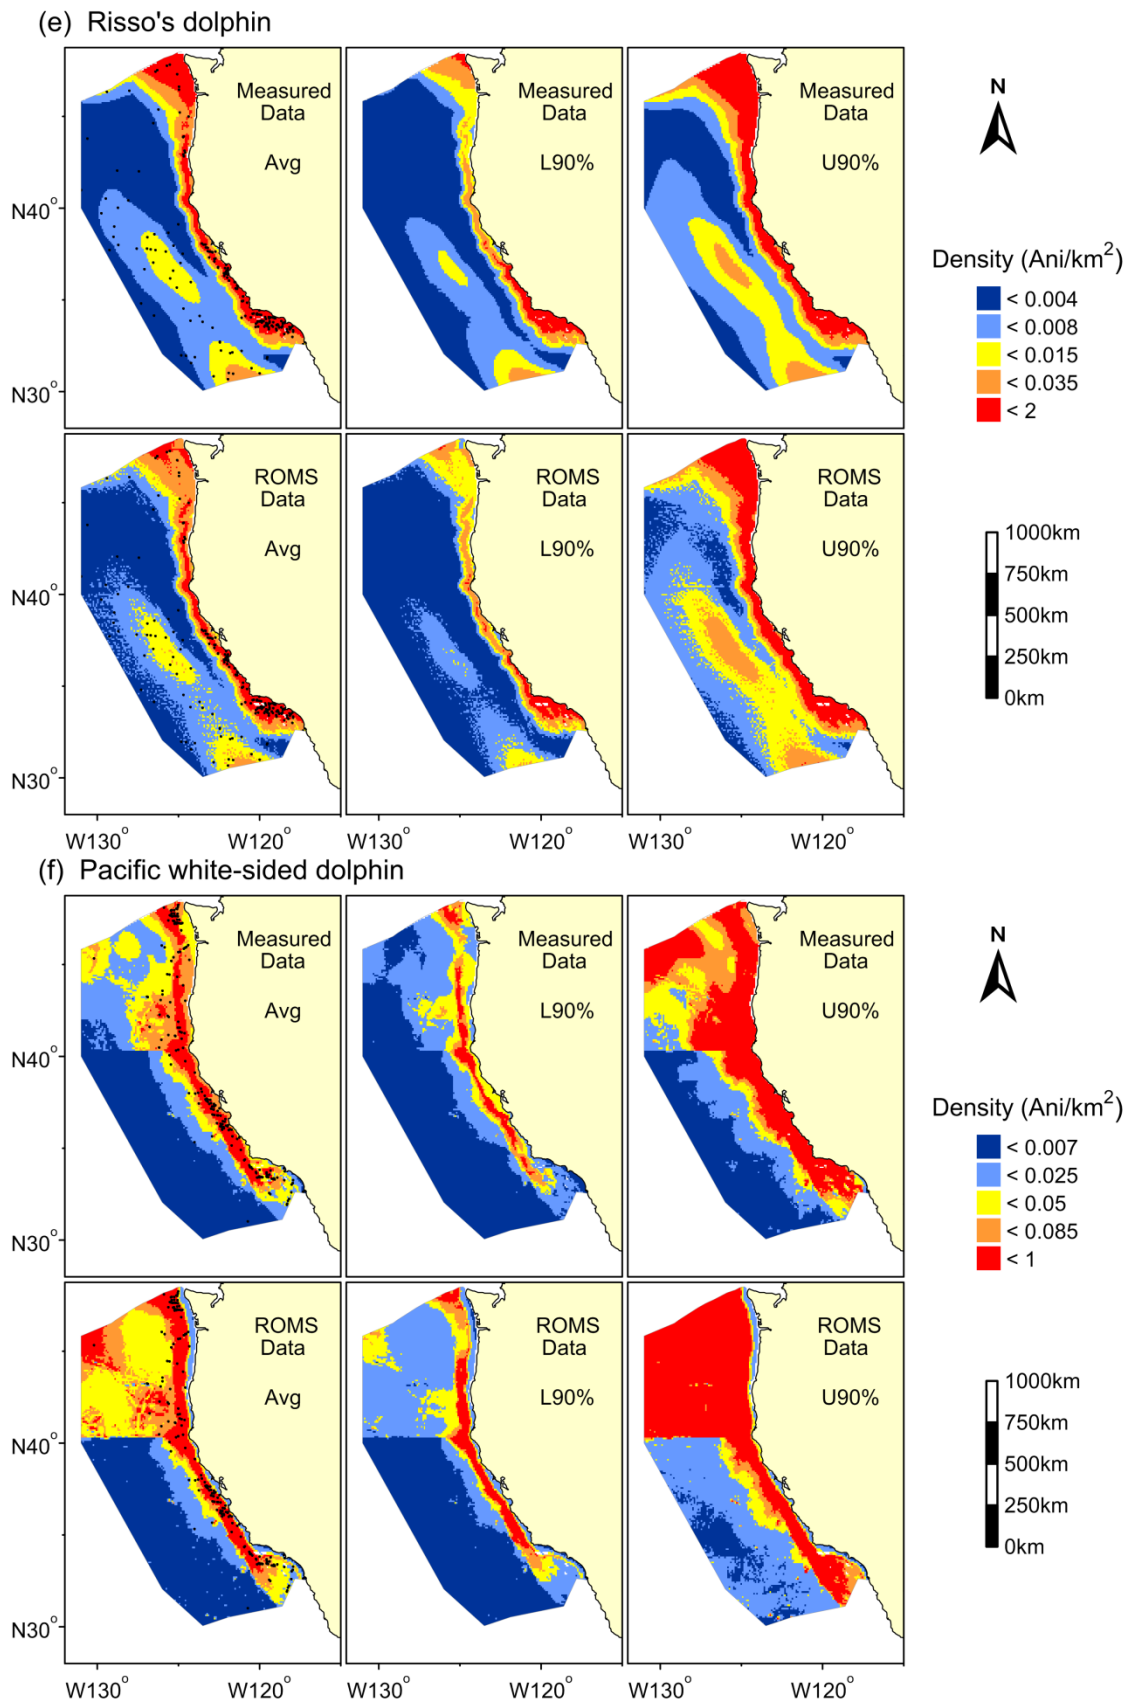 (e) Risso's dolphin
Measured
Data
Avg
Measured
Data
L90%
Measured
Data
U90%
N
N40°
N30°
Density (Ani/km²)
< 0.004
< 0.008
< 0.015
< 0.035
< 2
ROMS
Data
Avg
ROMS
Data
L90%
ROMS
Data
U90%
N40°
N30°
1000km
750km
500km
250km
0km
W130° W120° W130° W120° W130° W120°
(f) Pacific white-sided dolphin
Measured
Data
Avg
Measured
Data
L90%
Measured
Data
U90%
N
N40°
N30°
Density (Ani/km²)
< 0.007
< 0.025
< 0.05
< 0.085
< 1
ROMS
Data
Avg
ROMS
Data
L90%
ROMS
Data
U90%
N40°
N30°
1000km
750km
500km
250km
0km
W130° W120° W130° W120° W130° W120°